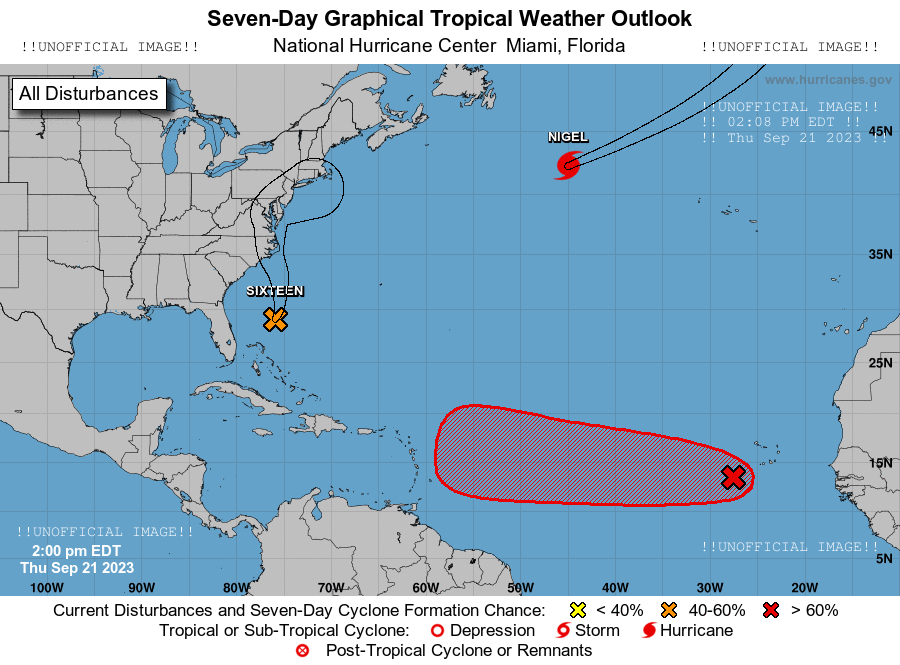 Seven-Day Graphical Tropical Weather Outlook
!!UNOFFICIAL IMAGE!! National Hurricane Center Miami, Florida !!UNOFFICIAL IMAGE!!
www.hurricanes.gov
All Disturbances
!!UNOFFICIAL IMAGE!!
!! 02:08 PM EDT !!
!! Thu Sep 21 2023 !!
45N
NIGEL
35N
SIXTEEN
25N
15N
!!UNOFFICIAL IMAGE!!
2:00 pm EDT
Thu Sep 21 2023
!!UNOFFICIAL IMAGE!!
5N
100W 90W 80W 70W 60W 50W 40W 30W 20W
Current Disturbances and Seven-Day Cyclone Formation Chance: < 40% 40-60% > 60%
Tropical or Sub-Tropical Cyclone: Depression Storm Hurricane
Post-Tropical Cyclone or Remnants